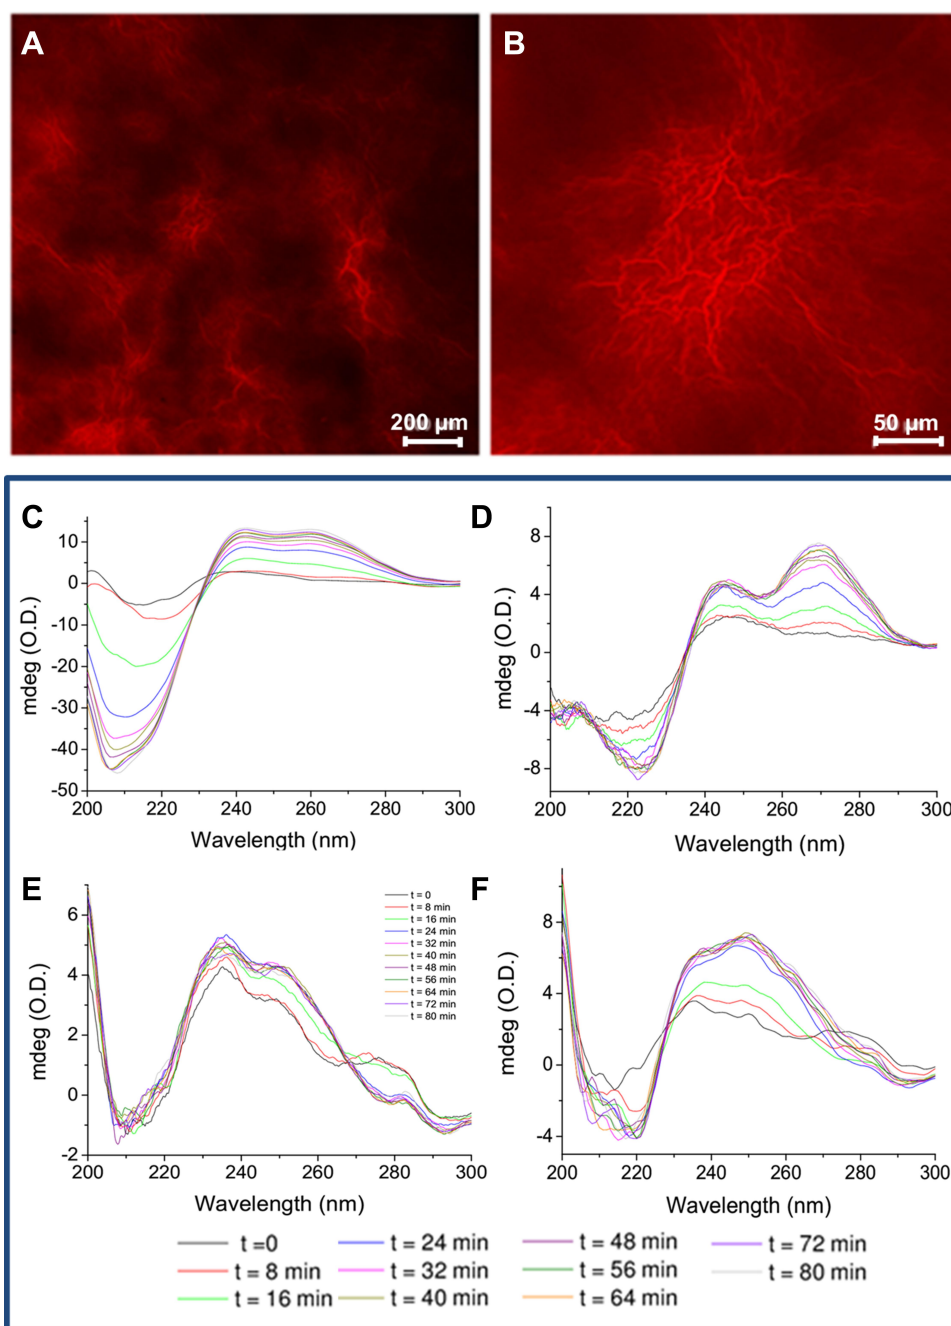 A
B
200 µm
50 µm
C
D
10
0
-10
-20
-30
-40
-50
mdeg (O.D.)
200 220 240 260 280 300
Wavelength (nm)
8
4
0
-4
-8
mdeg (O.D.)
200 220 240 260 280 300
Wavelength (nm)
E
F
6
4
2
0
-2
mdeg (O.D.)
t = 0
t = 8 min
t = 16 min
t = 24 min
t = 32 min
t = 40 min
t = 48 min
t = 56 min
t = 64 min
t = 72 min
t = 80 min
200 220 240 260 280 300
Wavelength (nm)
8
4
0
-4
mdeg (O.D.)
200 220 240 260 280 300
Wavelength (nm)
t =0
t = 24 min
t = 48 min
t = 72 min
t = 8 min
t = 32 min
t = 56 min
t = 80 min
t = 16 min
t = 40 min
t = 64 min